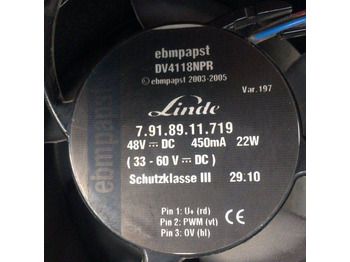 ebmpapst
DV4118NPR
© ebmpapst 2003-2005
Var.197
Linde
7.91.89.11.719
48V ⎓ DC 450mA 22W
( 33 - 60 V ⎓ DC )
Schutzklasse III 29.10
Pin 1: U+ (rd)
Pin 2: PWM (vt)
Pin 3: OV (bl)
CE
ebmpapst